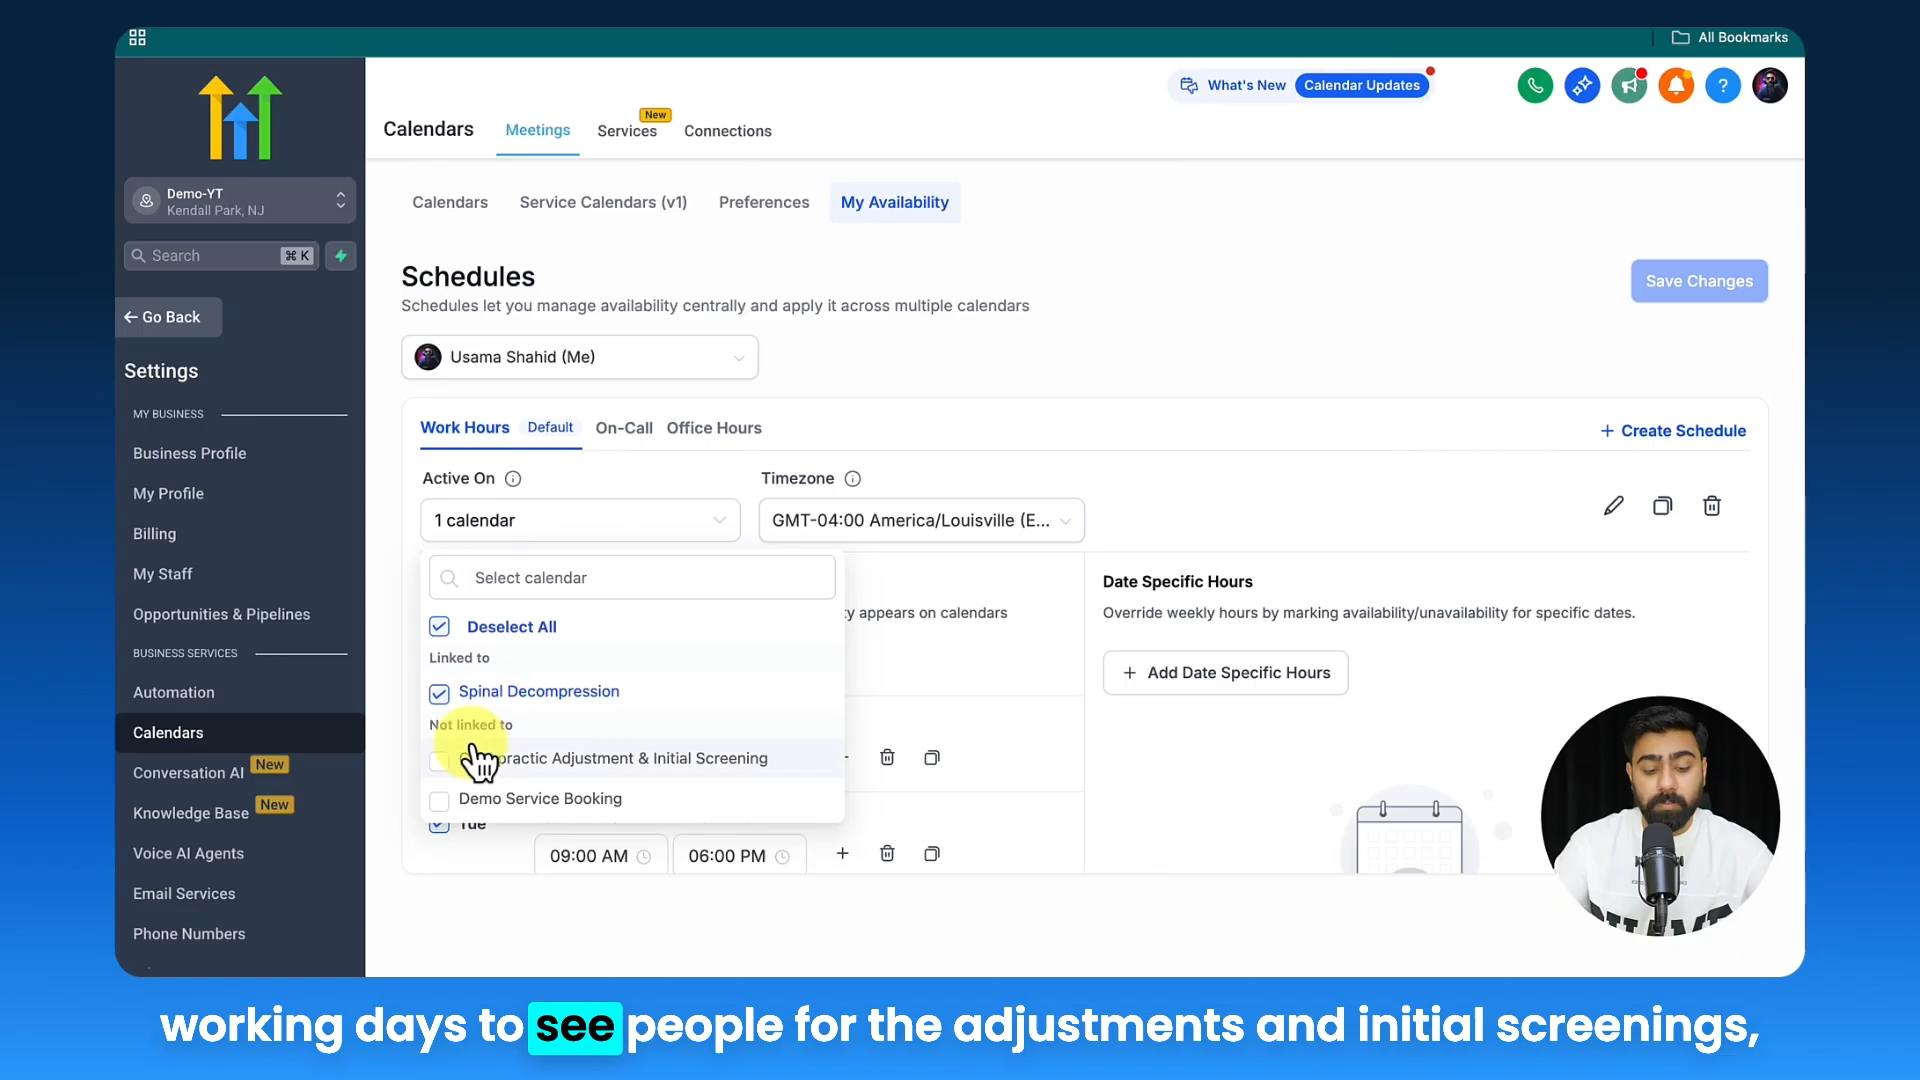 All Bookmarks
What's New
Calendar Updates
?
Calendars
Meetings
Services
New
Connections
Demo-YT
Kendall Park, NJ
Search
⌘ K
Calendars
Service Calendars (v1)
Preferences
My Availability
← Go Back
Settings
MY BUSINESS
Business Profile
My Profile
Billing
My Staff
Opportunities & Pipelines
BUSINESS SERVICES
Automation
Calendars
Conversation AI
New
Knowledge Base
New
Voice AI Agents
Email Services
Phone Numbers
Schedules
Schedules let you manage availability centrally and apply it across multiple calendars
Save Changes
Usama Shahid (Me)
Work Hours
Default
On-Call
Office Hours
+ Create Schedule
Active On
Timezone
1 calendar
GMT-04:00 America/Louisville (E...
Select calendar
Deselect All
Linked to
Spinal Decompression
Not linked to
practic Adjustment & Initial Screening
Demo Service Booking
appears on calendars
Tue
09:00 AM
06:00 PM
Date Specific Hours
Override weekly hours by marking availability/unavailability for specific dates.
+ Add Date Specific Hours
working days to see people for the adjustments and initial screenings,